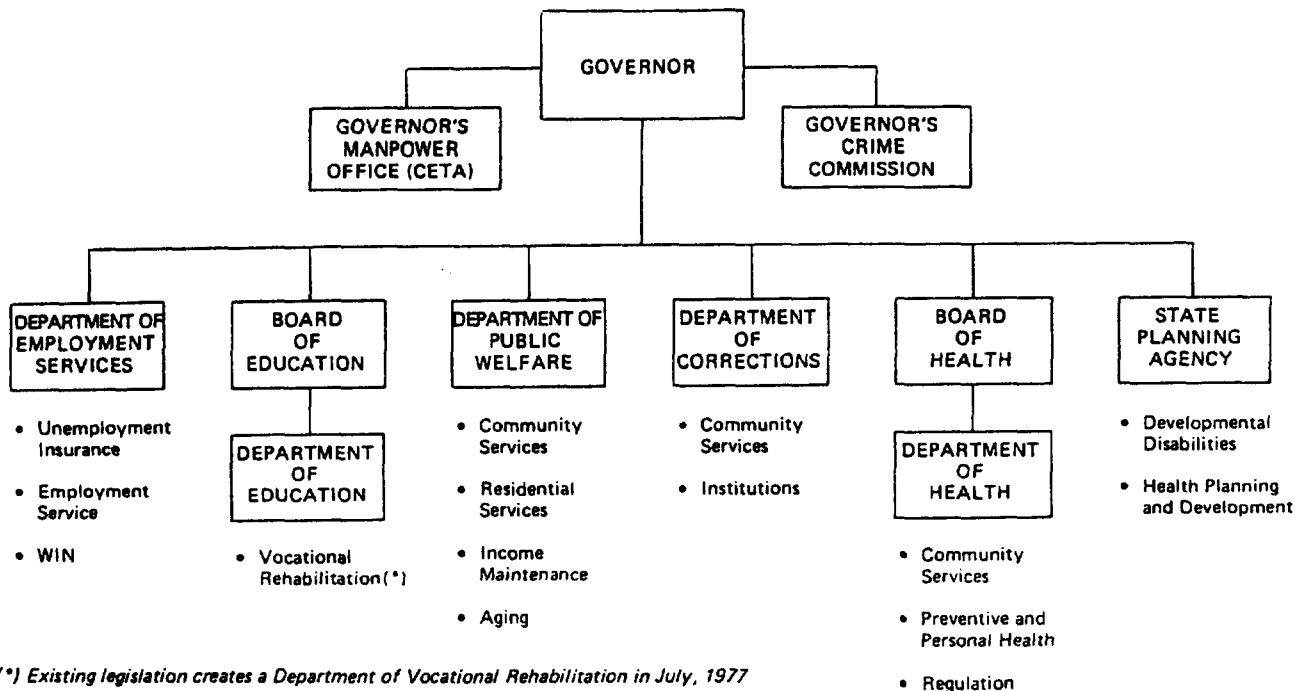 GOVERNOR
GOVERNOR'S
MANPOWER
OFFICE (CETA)
GOVERNOR'S
CRIME
COMMISSION
DEPARTMENT OF
EMPLOYMENT
SERVICES
• Unemployment
Insurance
• Employment
Service
• WIN
BOARD
OF
EDUCATION
DEPARTMENT
OF
EDUCATION
• Vocational
Rehabilitation(*)
DEPARTMENT OF
PUBLIC
WELFARE
• Community
Services
• Residential
Services
• Income
Maintenance
• Aging
DEPARTMENT
OF
CORRECTIONS
• Community
Services
• Institutions
BOARD
OF
HEALTH
DEPARTMENT
OF
HEALTH
• Community
Services
• Preventive and
Personal Health
• Regulation
STATE
PLANNING
AGENCY
• Developmental
Disabilities
• Health Planning
and Development
(*) Existing legislation creates a Department of Vocational Rehabilitation in July, 1977